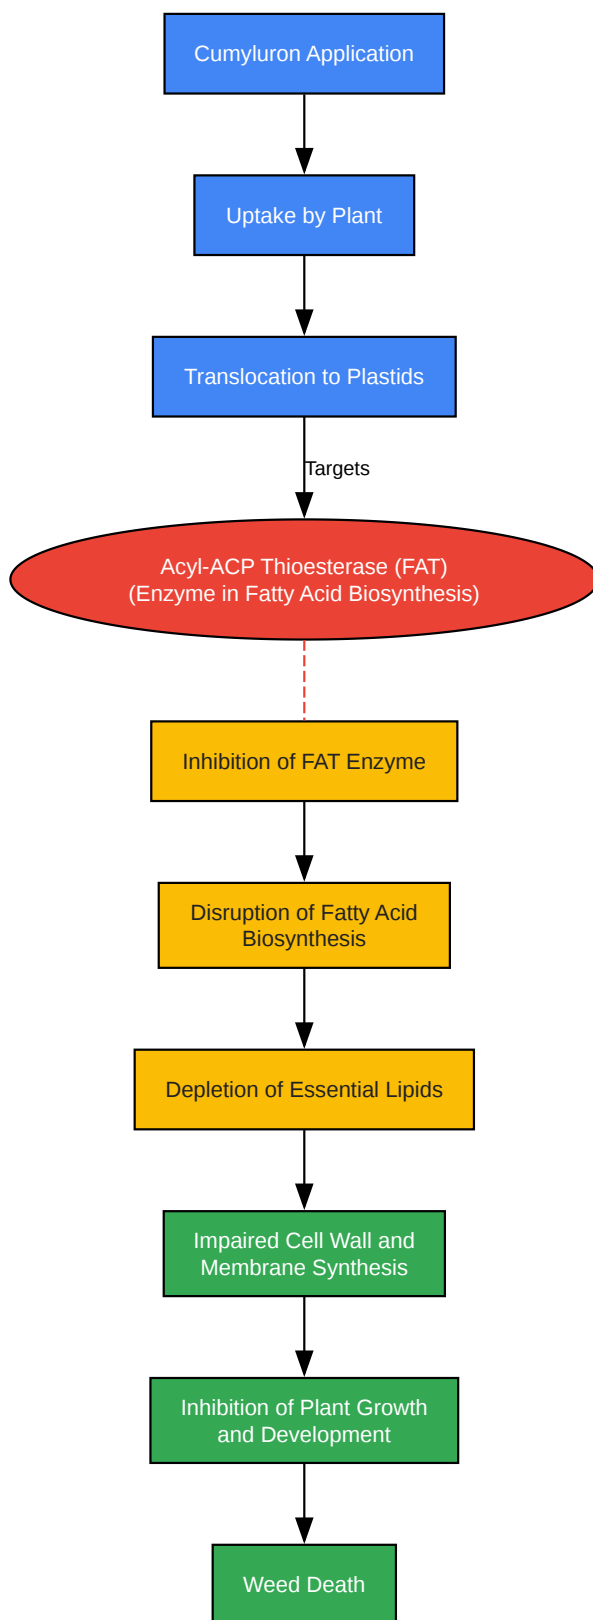 Cumyluron Application
Uptake by Plant
Translocation to Plastids
Targets
Acyl-ACP Thioesterase (FAT)
(Enzyme in Fatty Acid Biosynthesis)
Inhibition of FAT Enzyme
Disruption of Fatty Acid
Biosynthesis
Depletion of Essential Lipids
Impaired Cell Wall and
Membrane Synthesis
Inhibition of Plant Growth
and Development
Weed Death